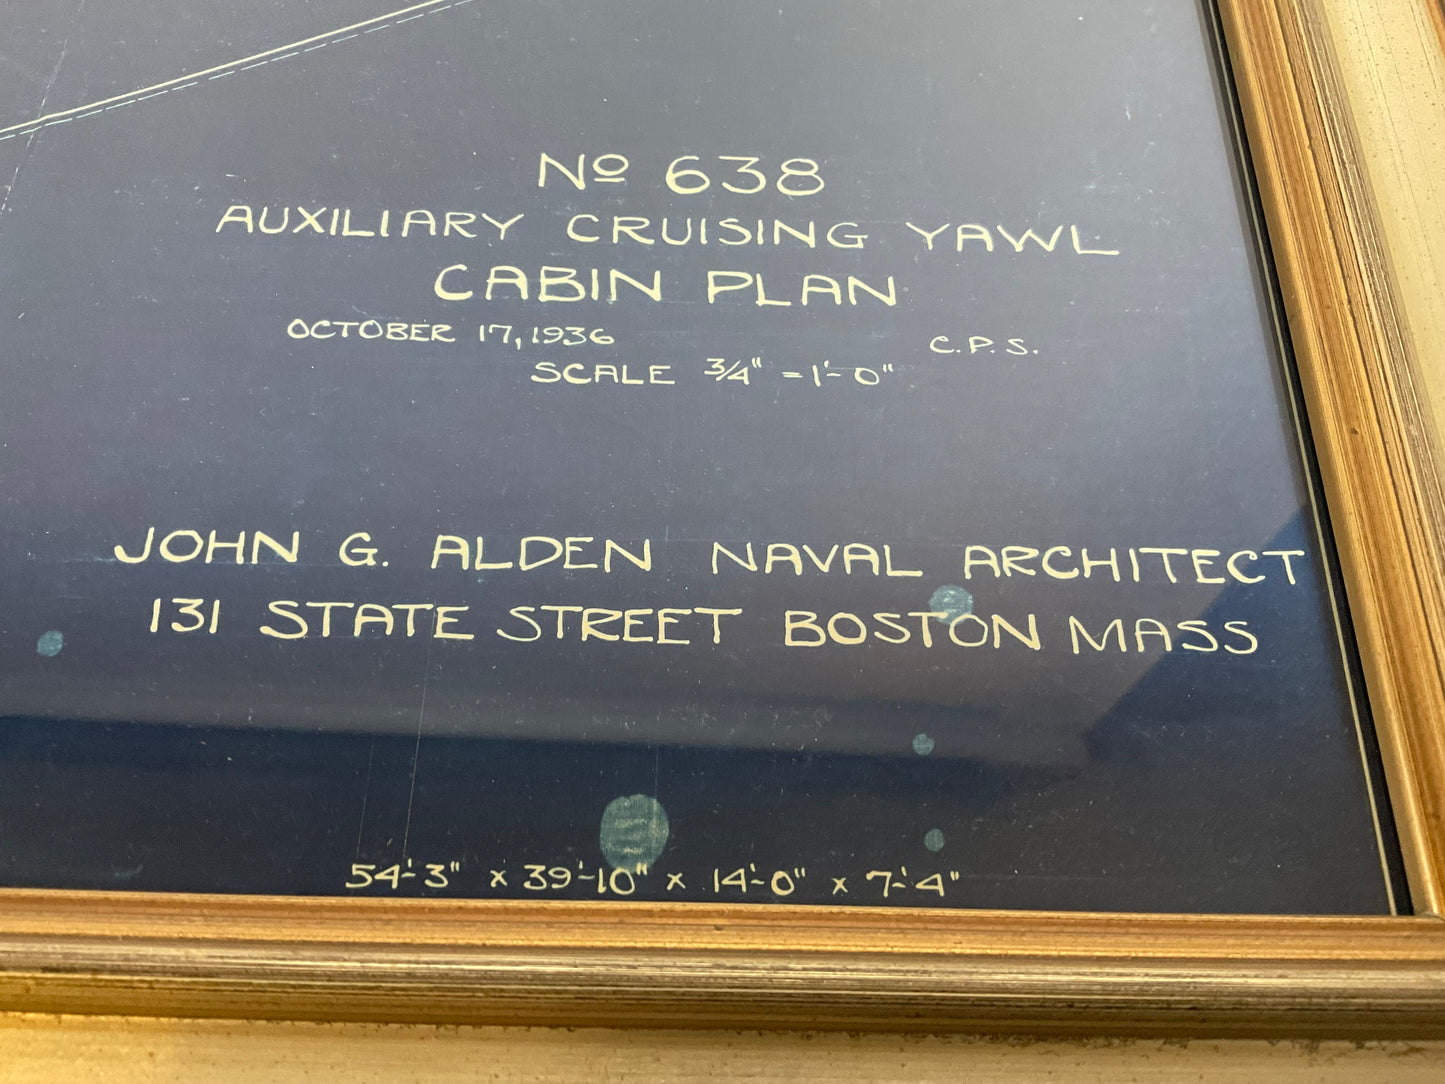 Nº 638
AUXILIARY CRUISING YAWL
CABIN PLAN
OCTOBER 17, 1936 C.P.S.
SCALE 3/4" = 1'-0"
JOHN G. ALDEN NAVAL ARCHITECT
131 STATE STREET BOSTON MASS
54'-3" x 39'-10" x 14'-0" x 7'-4"